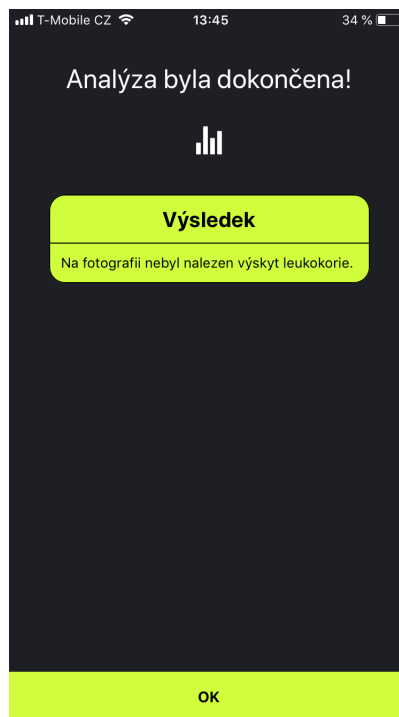 T-Mobile CZ 13:45 34 %
Analýza byla dokončena!
Výsledek
Na fotografii nebyl nalezen výskyt leukokorie.
OK